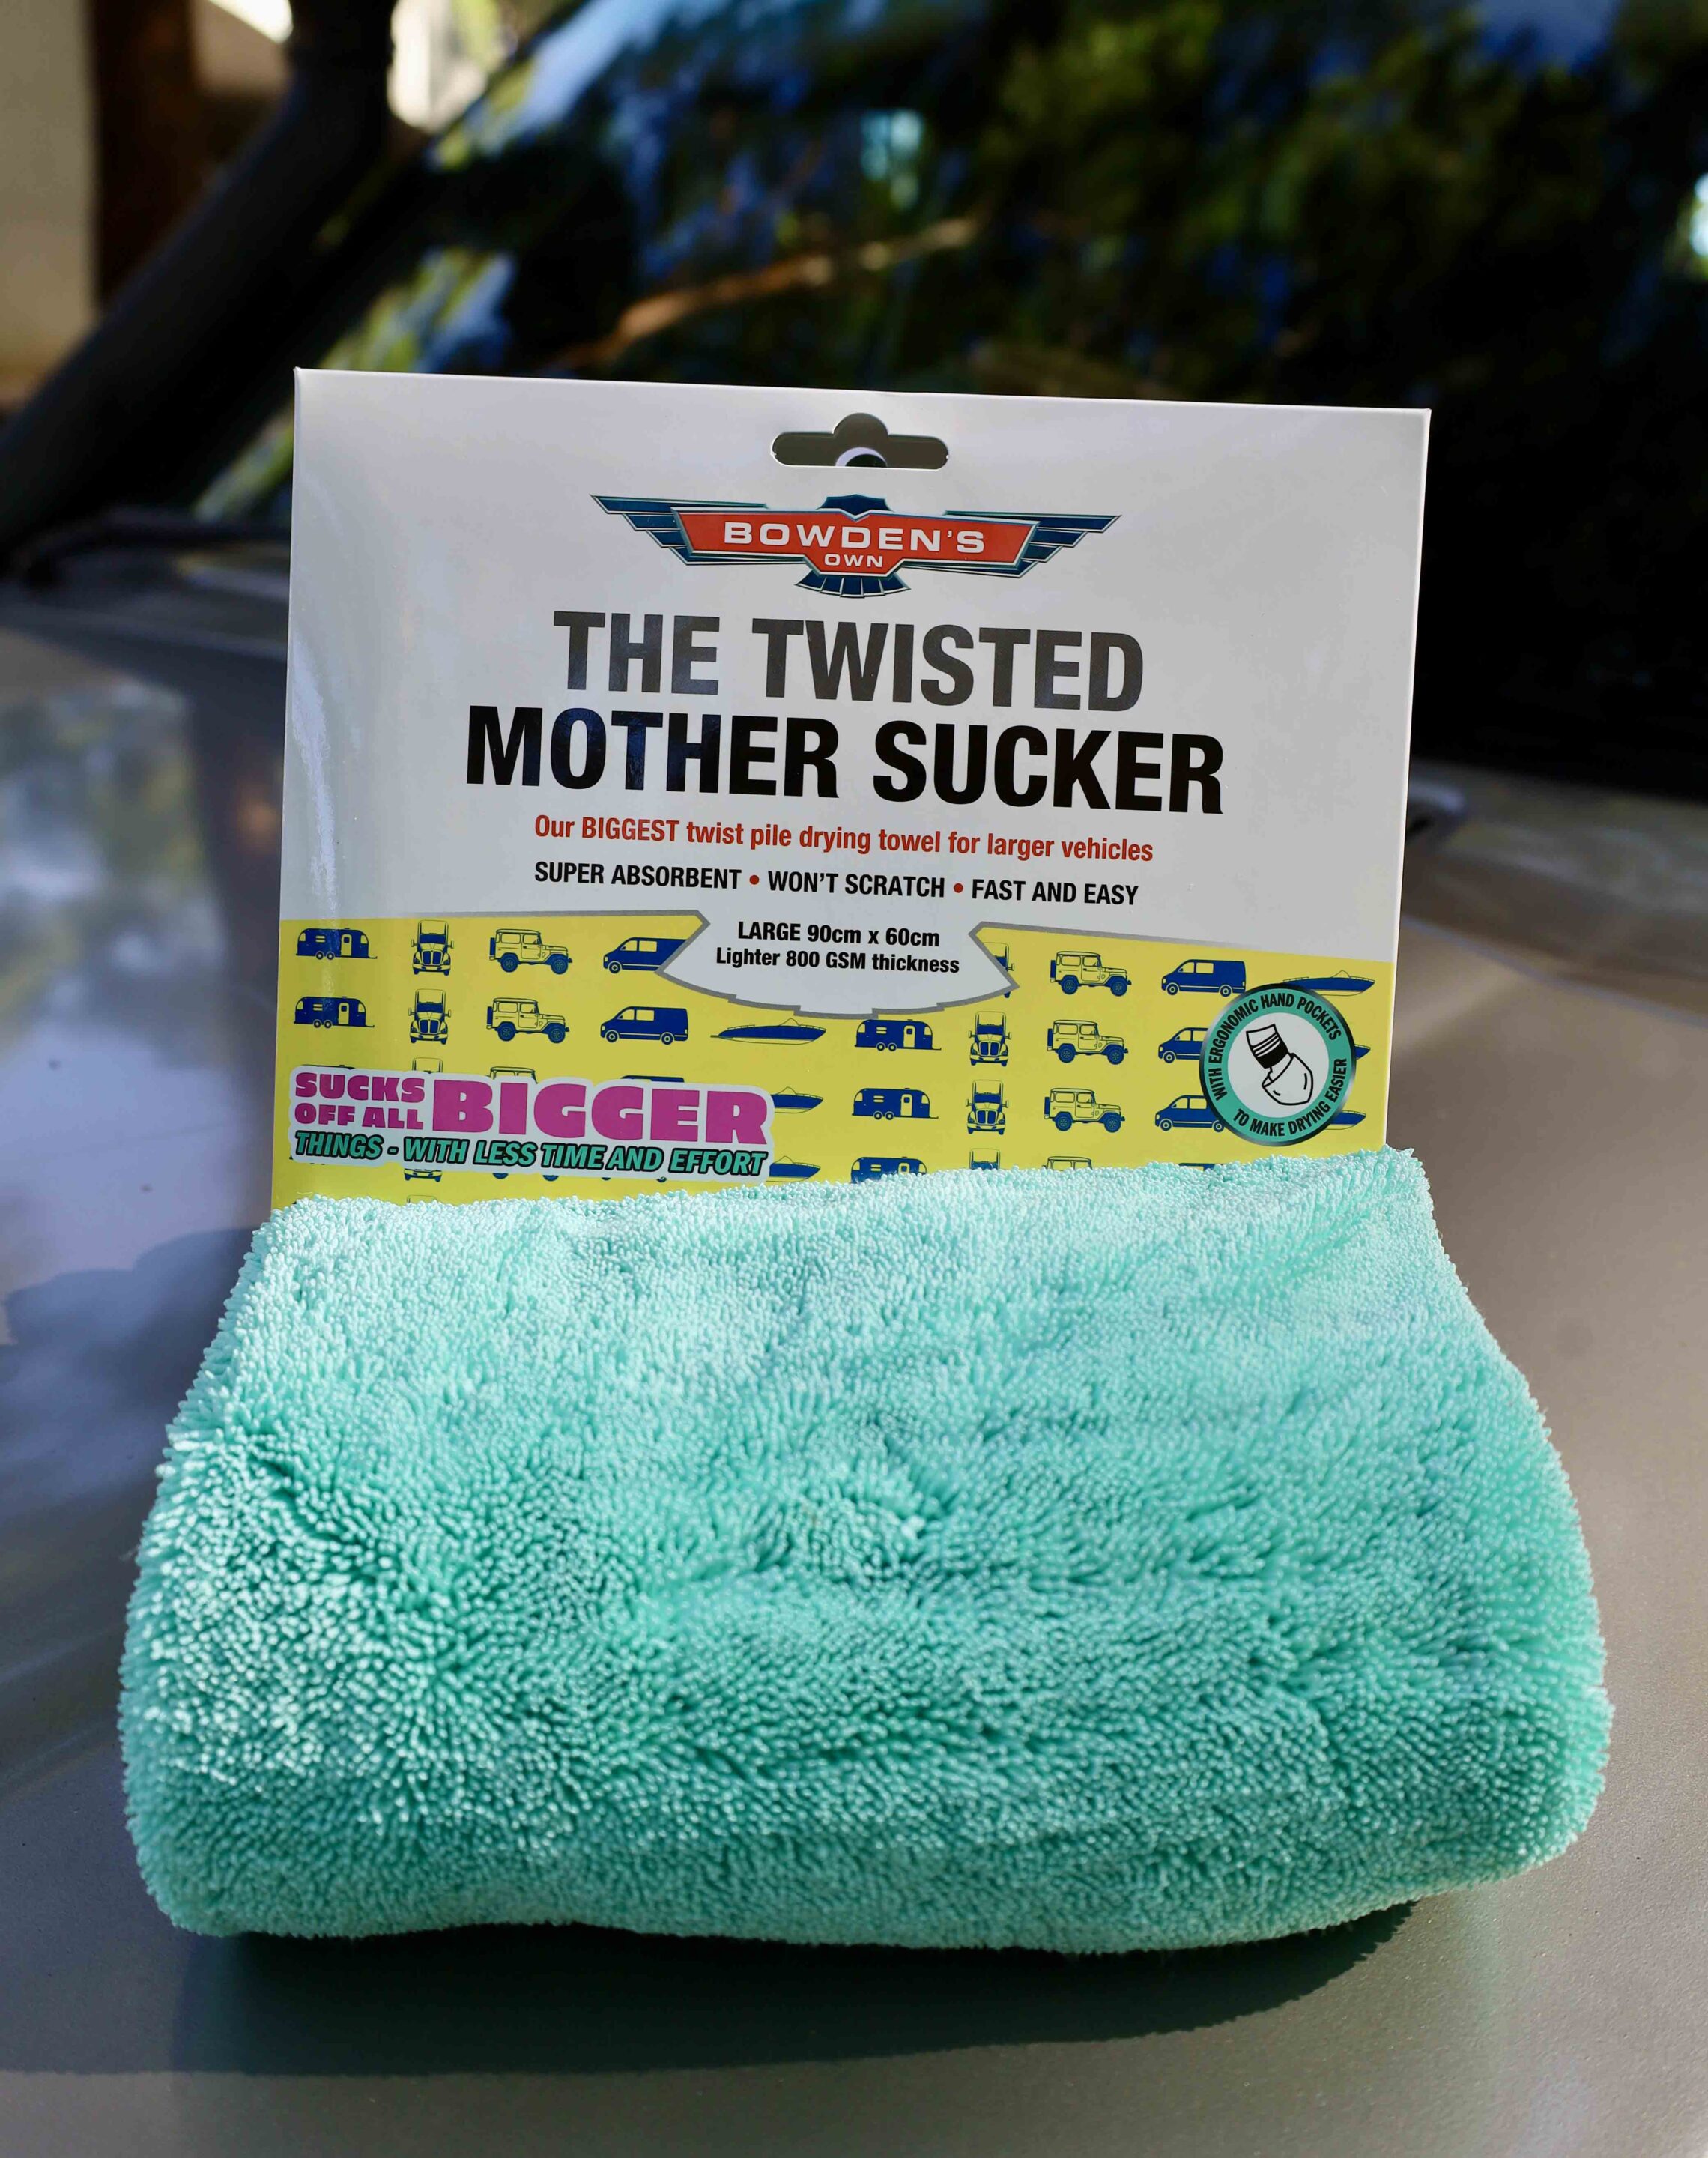 BOWDEN'S
OWN
THE TWISTED
MOTHER SUCKER
Our BIGGEST twist pile drying towel for larger vehicles
SUPER ABSORBENT • WON'T SCRATCH • FAST AND EASY
LARGE 90cm x 60cm
Lighter 800 GSM thickness
WITH ERGONOMIC HAND POCKETS
TO MAKE DRYING EASIER
SUCKS
OFF ALL BIGGER
THINGS - WITH LESS TIME AND EFFORT